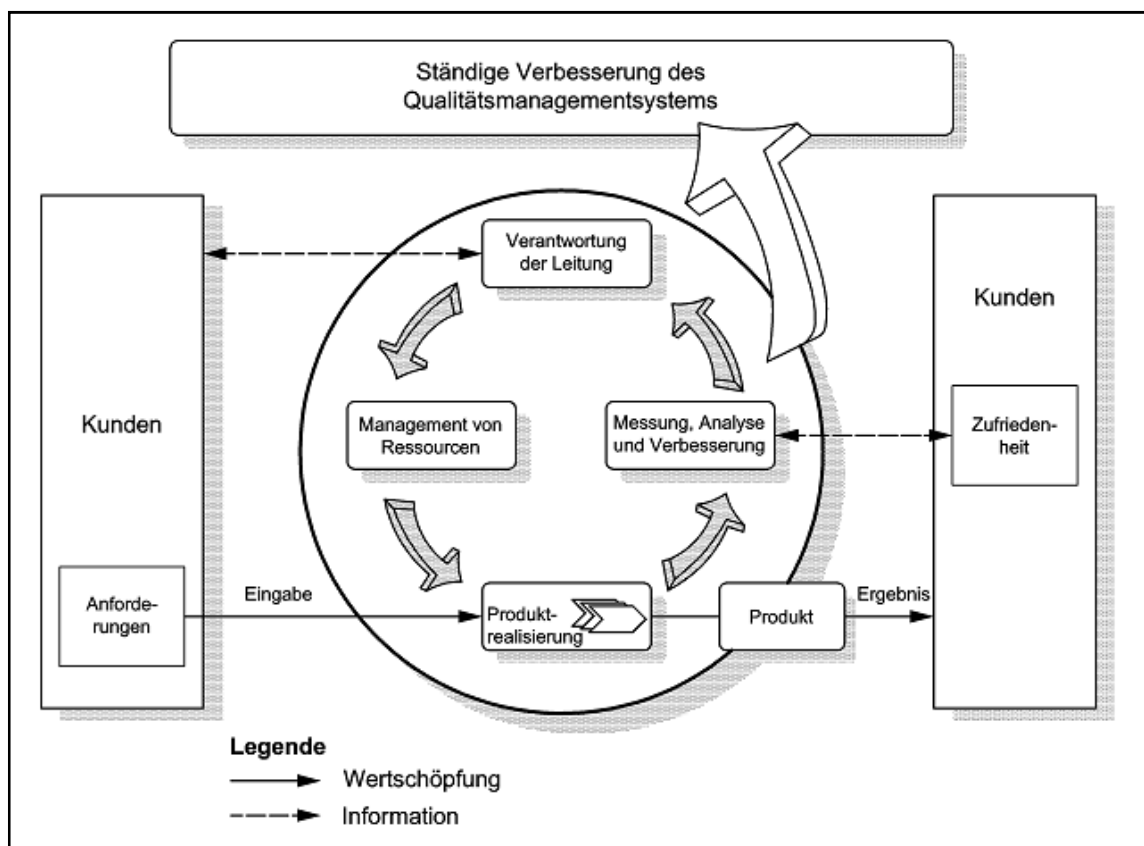 Ständige Verbesserung des
Qualitätsmanagementsystems
Kunden
Anforde-
rungen
Eingabe
Verantwortung
der Leitung
Management von
Ressourcen
Messung, Analyse
und Verbesserung
Produkt-
realisierung
Produkt
Ergebnis
Kunden
Zufrieden-
heit
Legende
Wertschöpfung
Information